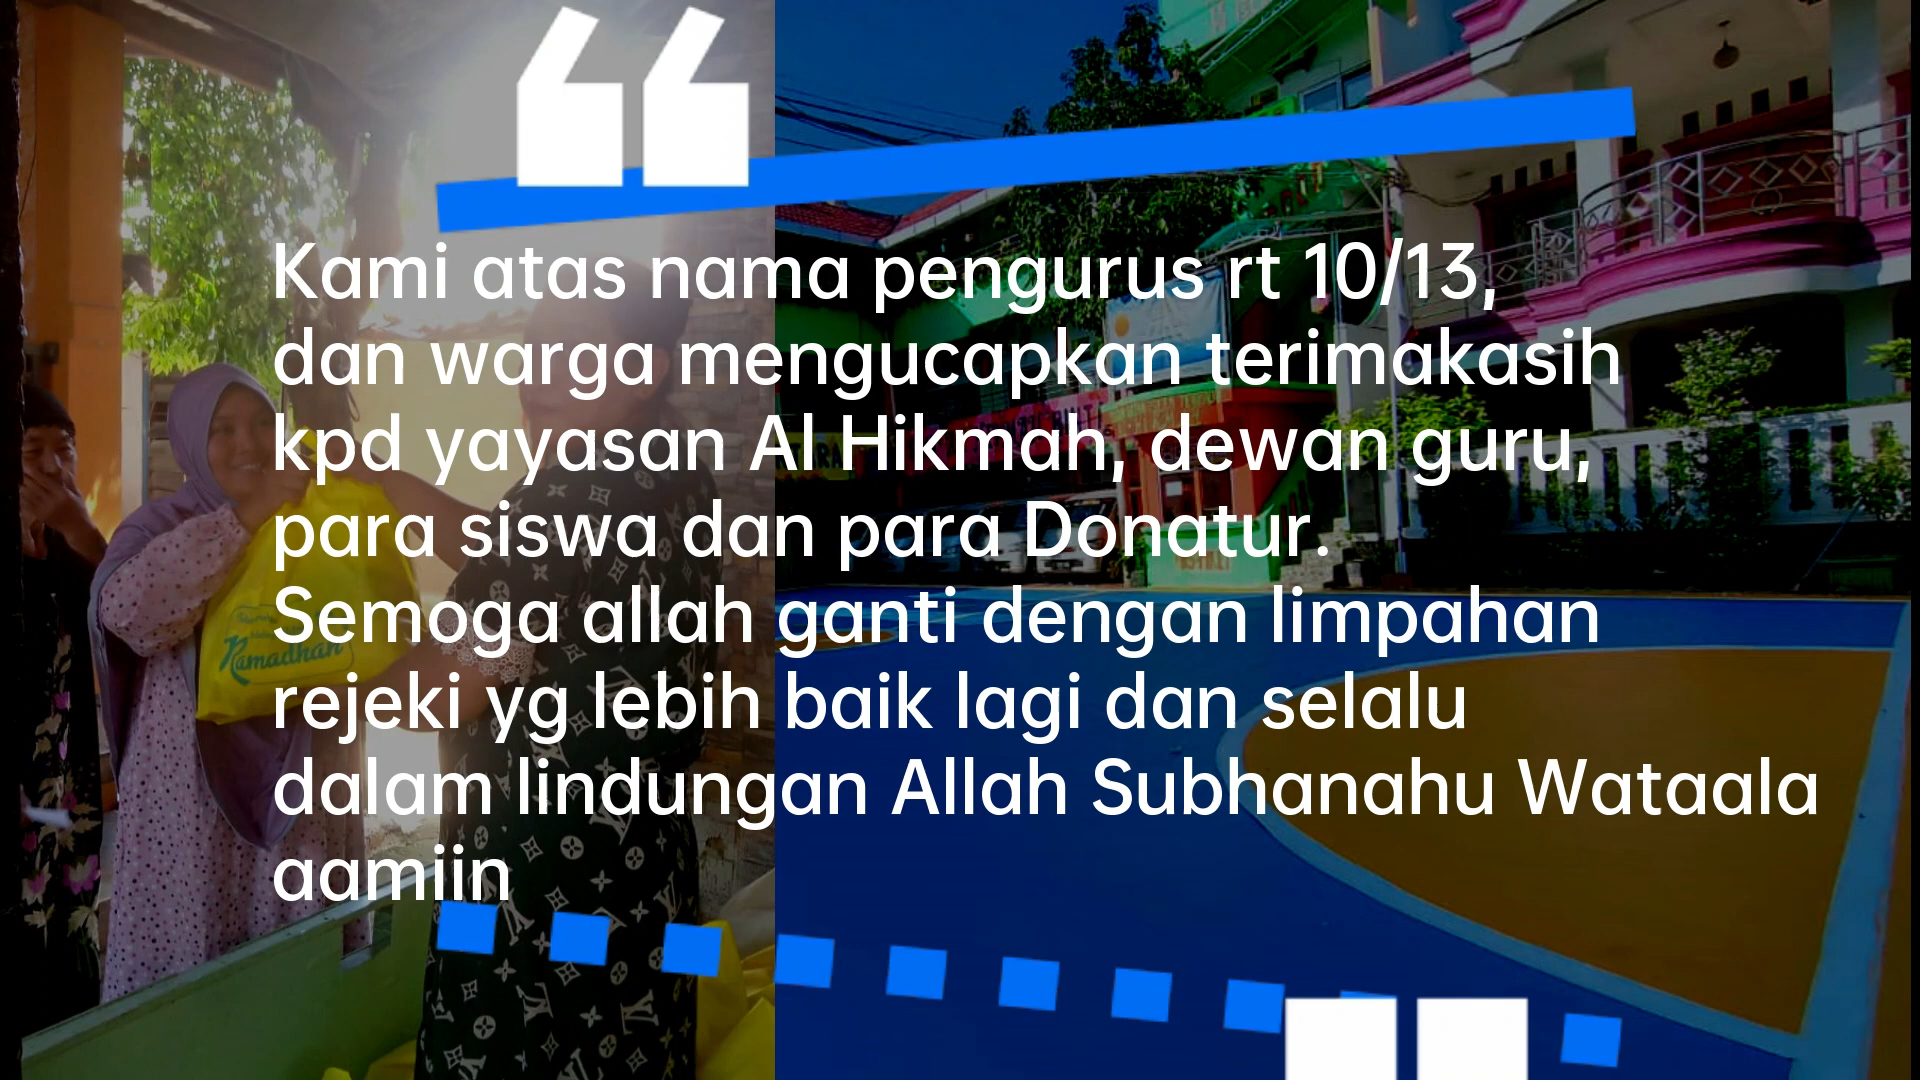 Kami atas nama pengurus rt 10/13,
dan warga mengucapkan terimakasih
kpd yayasan Al Hikmah, dewan guru,
para siswa dan para Donatur.
Semoga allah ganti dengan limpahan
rejeki yg lebih baik lagi dan selalu
dalam lindungan Allah Subhanahu Wataala
aamiin
Ramadhan